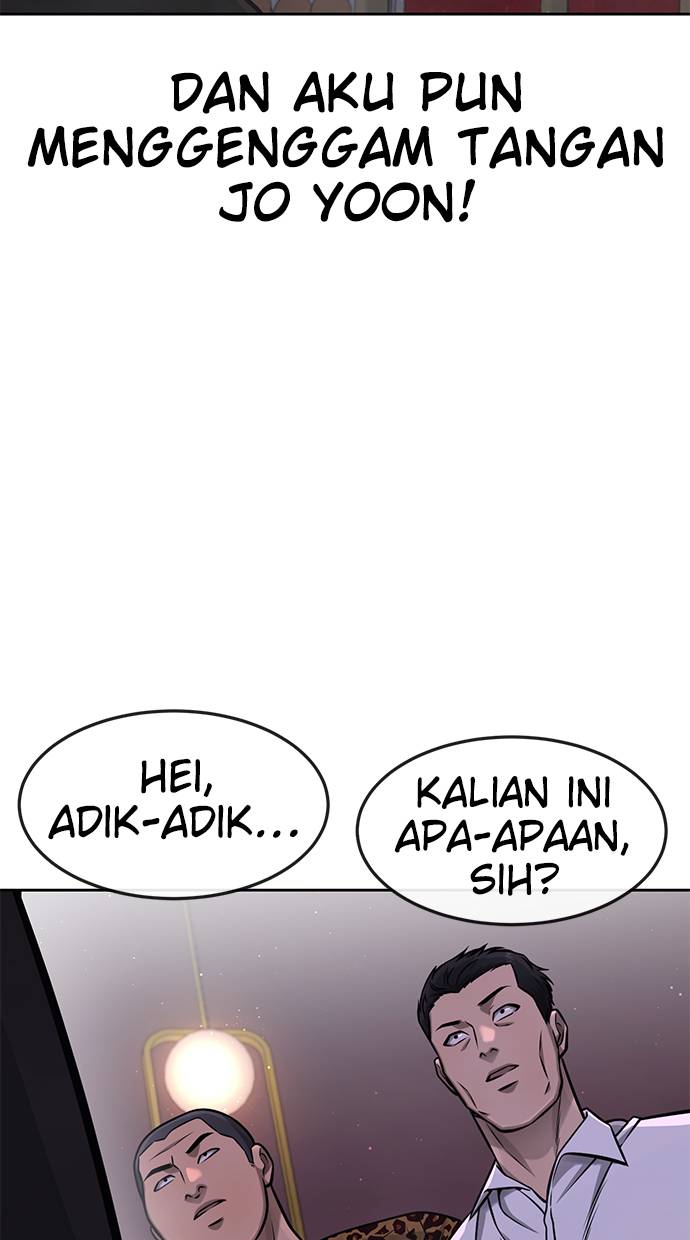 DAN AKU PUN
MENGGENGGAM TANGAN
JO YOON!
HEI,
ADIK-ADIK...
KALIAN INI
APA-APAAN,
SIH?